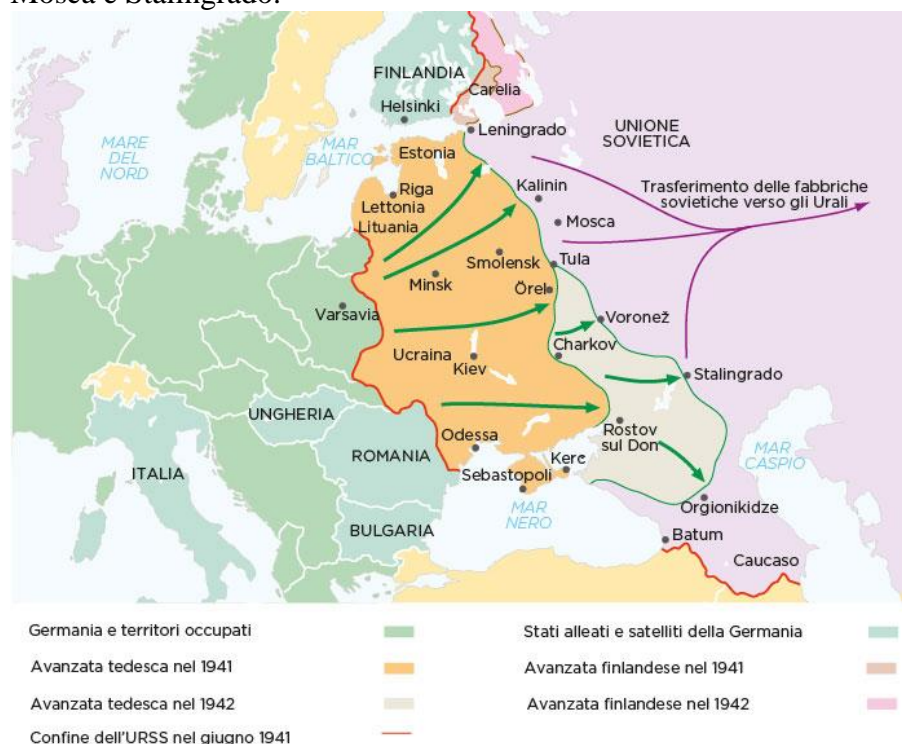 Mosca e Stalingrado.
FINLANDIA
Carelia
Helsinki
Leningrado
UNIONE
SOVIETICA
MARE
DEL
NORD
MAR
BALTICO
Estonia
Riga
Lettonia
Lituania
Kalinin
Mosca
Trasferimento delle fabbriche
sovietiche verso gli Urali
Smolensk
Tula
Minsk
Örel
Varsavia
Voronež
Charkov
Ucraina
Kiev
Stalingrado
UNGHERIA
Rostov
sul Don
Odessa
ROMANIA
Kerc
Sebastopoli
MAR
CASPIO
ITALIA
MAR
NERO
Orgionikidze
BULGARIA
Batum
Caucaso
Germania e territori occupati
Stati alleati e satelliti della Germania
Avanzata tedesca nel 1941
Avanzata finlandese nel 1941
Avanzata tedesca nel 1942
Avanzata finlandese nel 1942
Confine dell'URSS nel giugno 1941